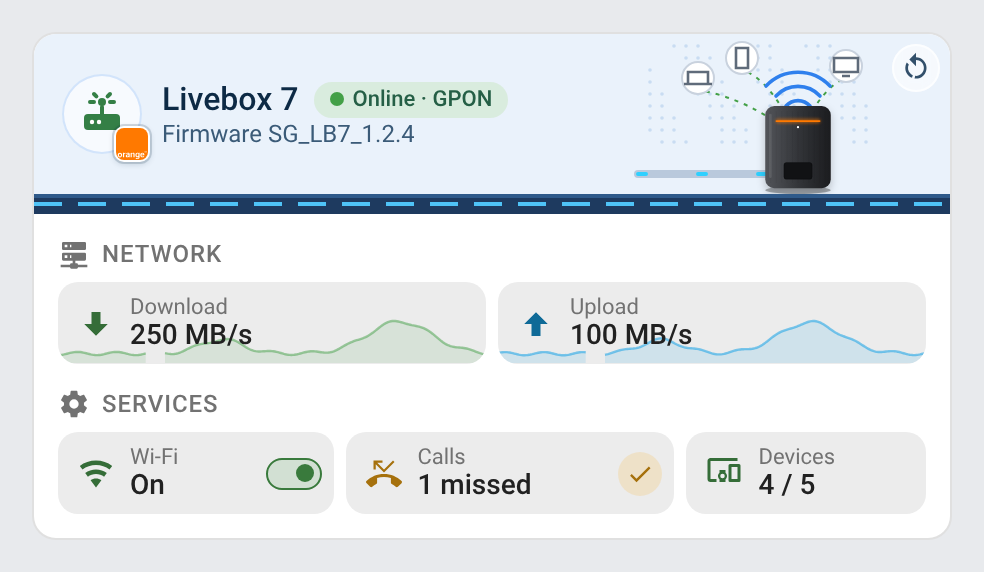 Livebox 7
Online · GPON
Firmware SG_LB7_1.2.4
orange
NETWORK
Download
250 MB/s
Upload
100 MB/s
SERVICES
Wi-Fi
On
Calls
1 missed
Devices
4 / 5